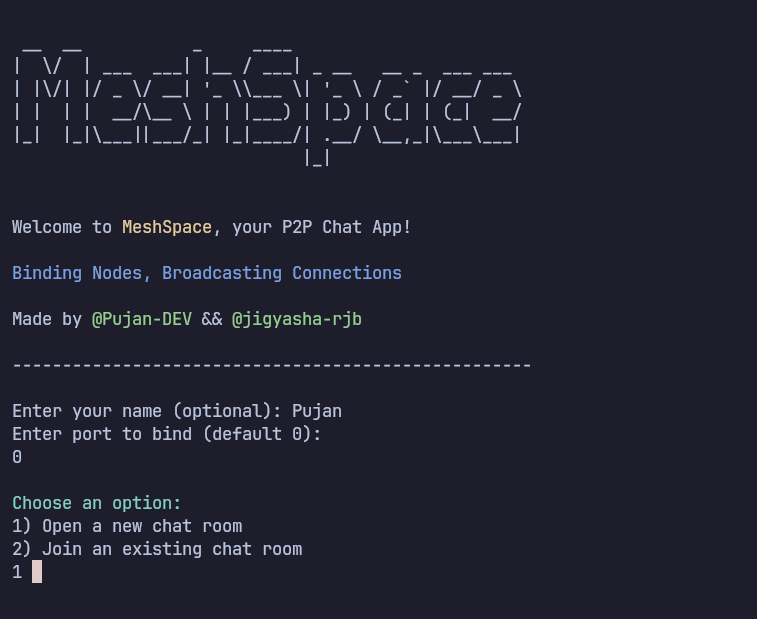 MeshSpace
Welcome to MeshSpace, your P2P Chat App!
Binding Nodes, Broadcasting Connections
Made by @Pujan-DEV && @jigyasha-rjb
----------------------------------------------------
Enter your name (optional): Pujan
Enter port to bind (default 0):
0
Choose an option:
1) Open a new chat room
2) Join an existing chat room
1